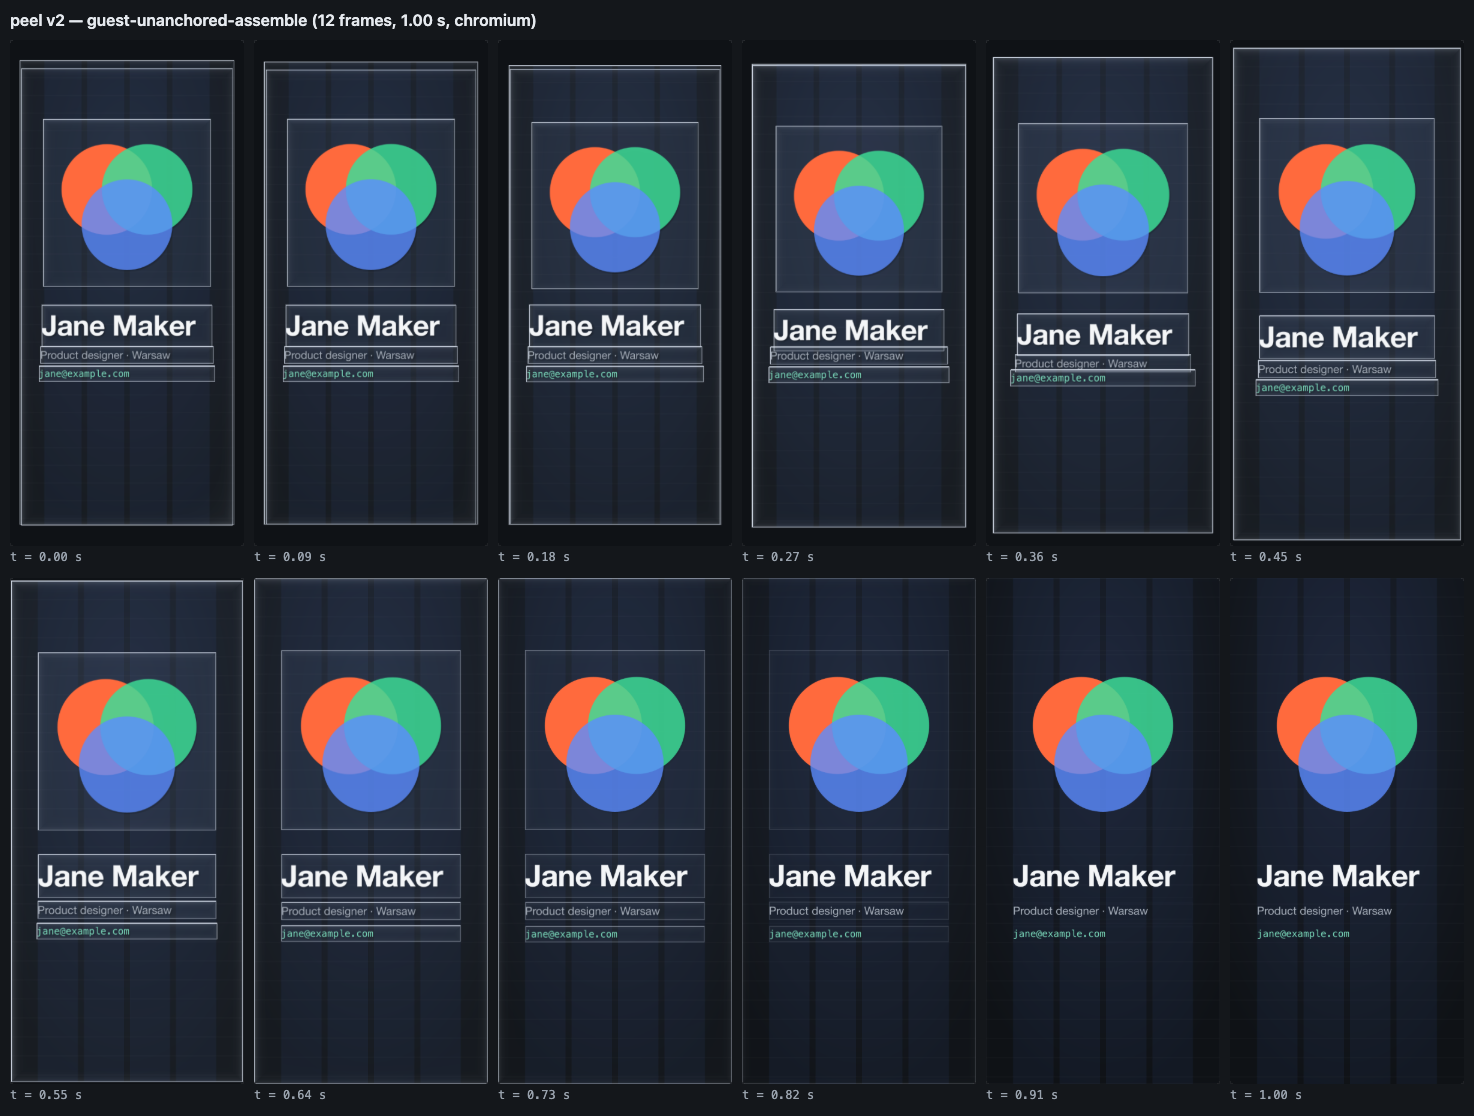 peel v2 — guest-unanchored-assemble (12 frames, 1.00 s, chromium)
Jane Maker
Product designer · Warsaw
jane@example.com
t = 0.00 s
Jane Maker
Product designer · Warsaw
jane@example.com
t = 0.09 s
Jane Maker
Product designer · Warsaw
jane@example.com
t = 0.18 s
Jane Maker
Product designer · Warsaw
jane@example.com
t = 0.27 s
Jane Maker
Product designer · Warsaw
jane@example.com
t = 0.36 s
Jane Maker
Product designer · Warsaw
jane@example.com
t = 0.45 s
Jane Maker
Product designer · Warsaw
jane@example.com
t = 0.55 s
Jane Maker
Product designer · Warsaw
jane@example.com
t = 0.64 s
Jane Maker
Product designer · Warsaw
jane@example.com
t = 0.73 s
Jane Maker
Product designer · Warsaw
jane@example.com
t = 0.82 s
Jane Maker
Product designer · Warsaw
jane@example.com
t = 0.91 s
Jane Maker
Product designer · Warsaw
jane@example.com
t = 1.00 s